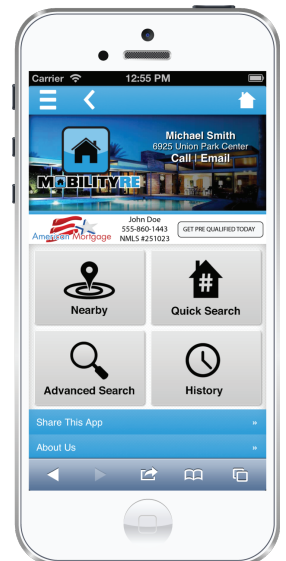 Carrier 12:55 PM
Michael Smith
6925 Union Park Center
Call | Email
MOBILITYRE
American Mortgage
John Doe
555-860-1443
NMLS #251023
GET PRE QUALIFIED TODAY
Nearby
#
Quick Search
Advanced Search
History
Share This App »
About Us »